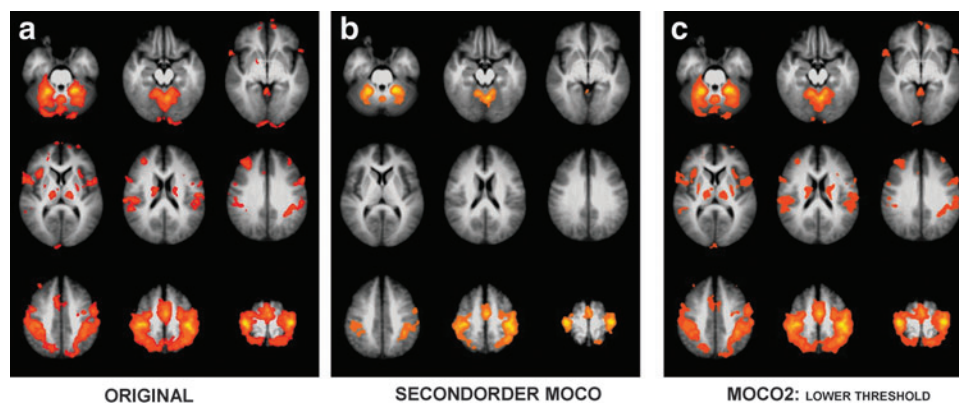 a
b
c
ORIGINAL
SECONDORDER MOCO
MOCO2: LOWER THRESHOLD